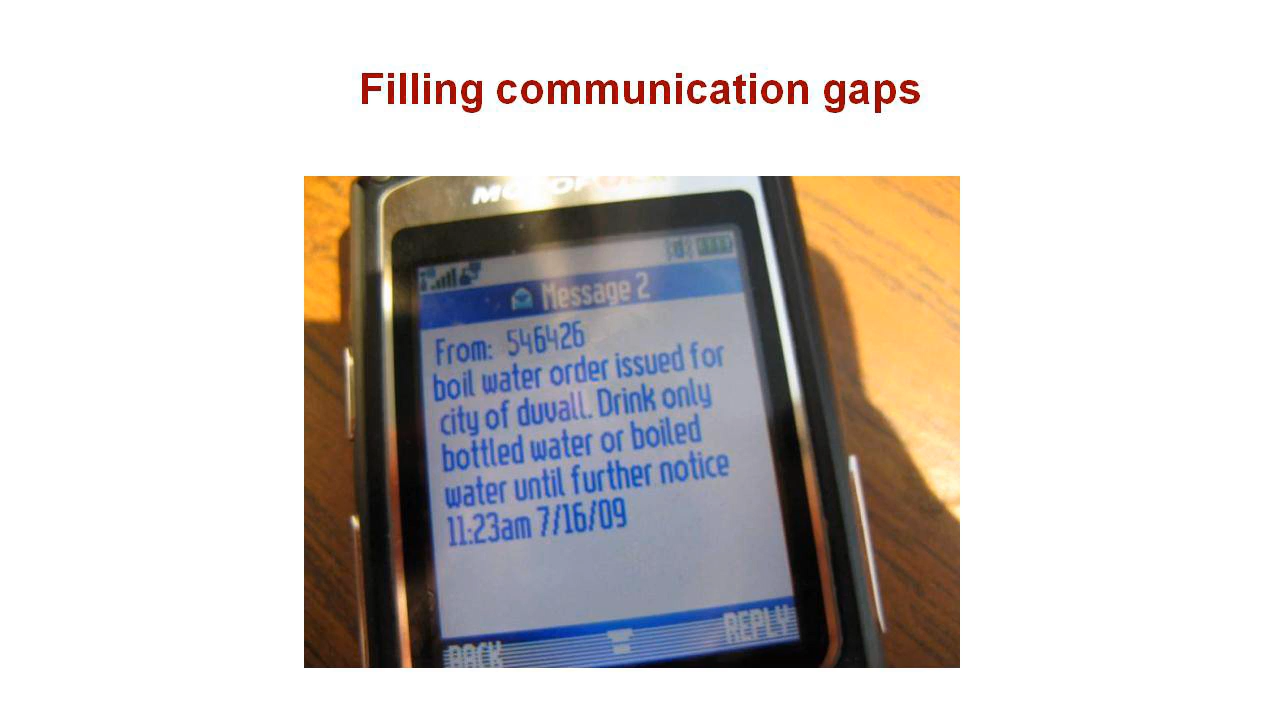 Filling communication gaps
Message 2
From: 546426
boil water order issued for
city of duvall. Drink only
bottled water or boiled
water until further notice
11:23am 7/16/09
BACK REPLY